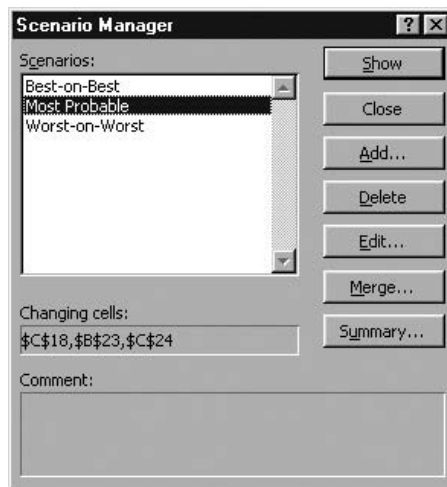 Scenario Manager
Scenarios:
Best-on-Best
Most Probable
Worst-on-Worst
Show
Close
Add...
Delete
Edit...
Merge...
Summary...
Changing cells:
$C$18,$B$23,$C$24
Comment: